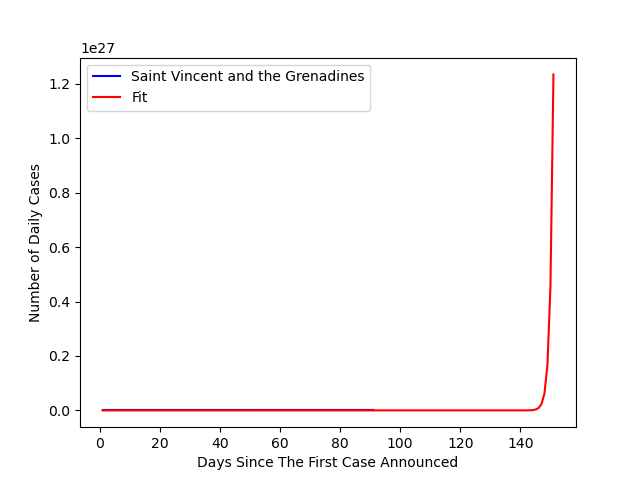 1e27
Saint Vincent and the Grenadines
Fit
1.2
1.0
0.8
0.6
0.4
0.2
0.0
Number of Daily Cases
0 20 40 60 80 100 120 140
Days Since The First Case Announced